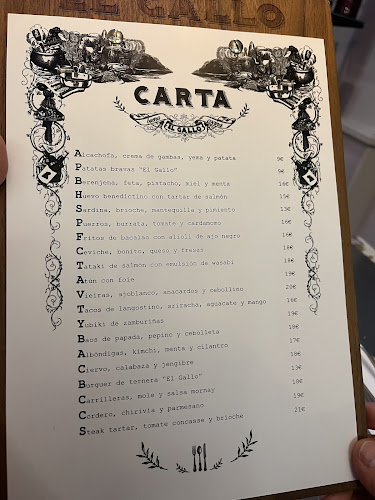 EL GALLO
CARTA
EL GALLO
Alcachofa, crema de gambas, yema y patata 9€
Patatas bravas "El Gallo" 9€
Berenjena, feta, pistacho, miel y menta 16€
Huevo benedictino con tartar de salmón 15€
Sardina, brioche, mantequilla y pimiento 13€
Puerros, burrata, tomate y cardamomo 16€
Fritos de bacalao con alioli de ajo negro 16€
Ceviche, bonito, queso y fresas 18€
Tataki de salmon con emulsión de wasabi 18€
Atún con foie 19€
Vieiras, ajoblanco, anacardos y cebollino 20€
Tacos de langostino, sriracha, aguacate y mango 16€
Yubiki de zamburiñas 19€
Baos de papada, pepino y cebolleta 18€
Albóndigas, kimchi, menta y cilantro 17€
Ciervo, calabaza y jengibre 18€
Burguer de ternera "El Gallo" 13€
Carrilleras, mole y salsa mornay 18€
Cordero, chirivía y parmesano 19€
Steak tartar, tomate concasse y brioche 21€